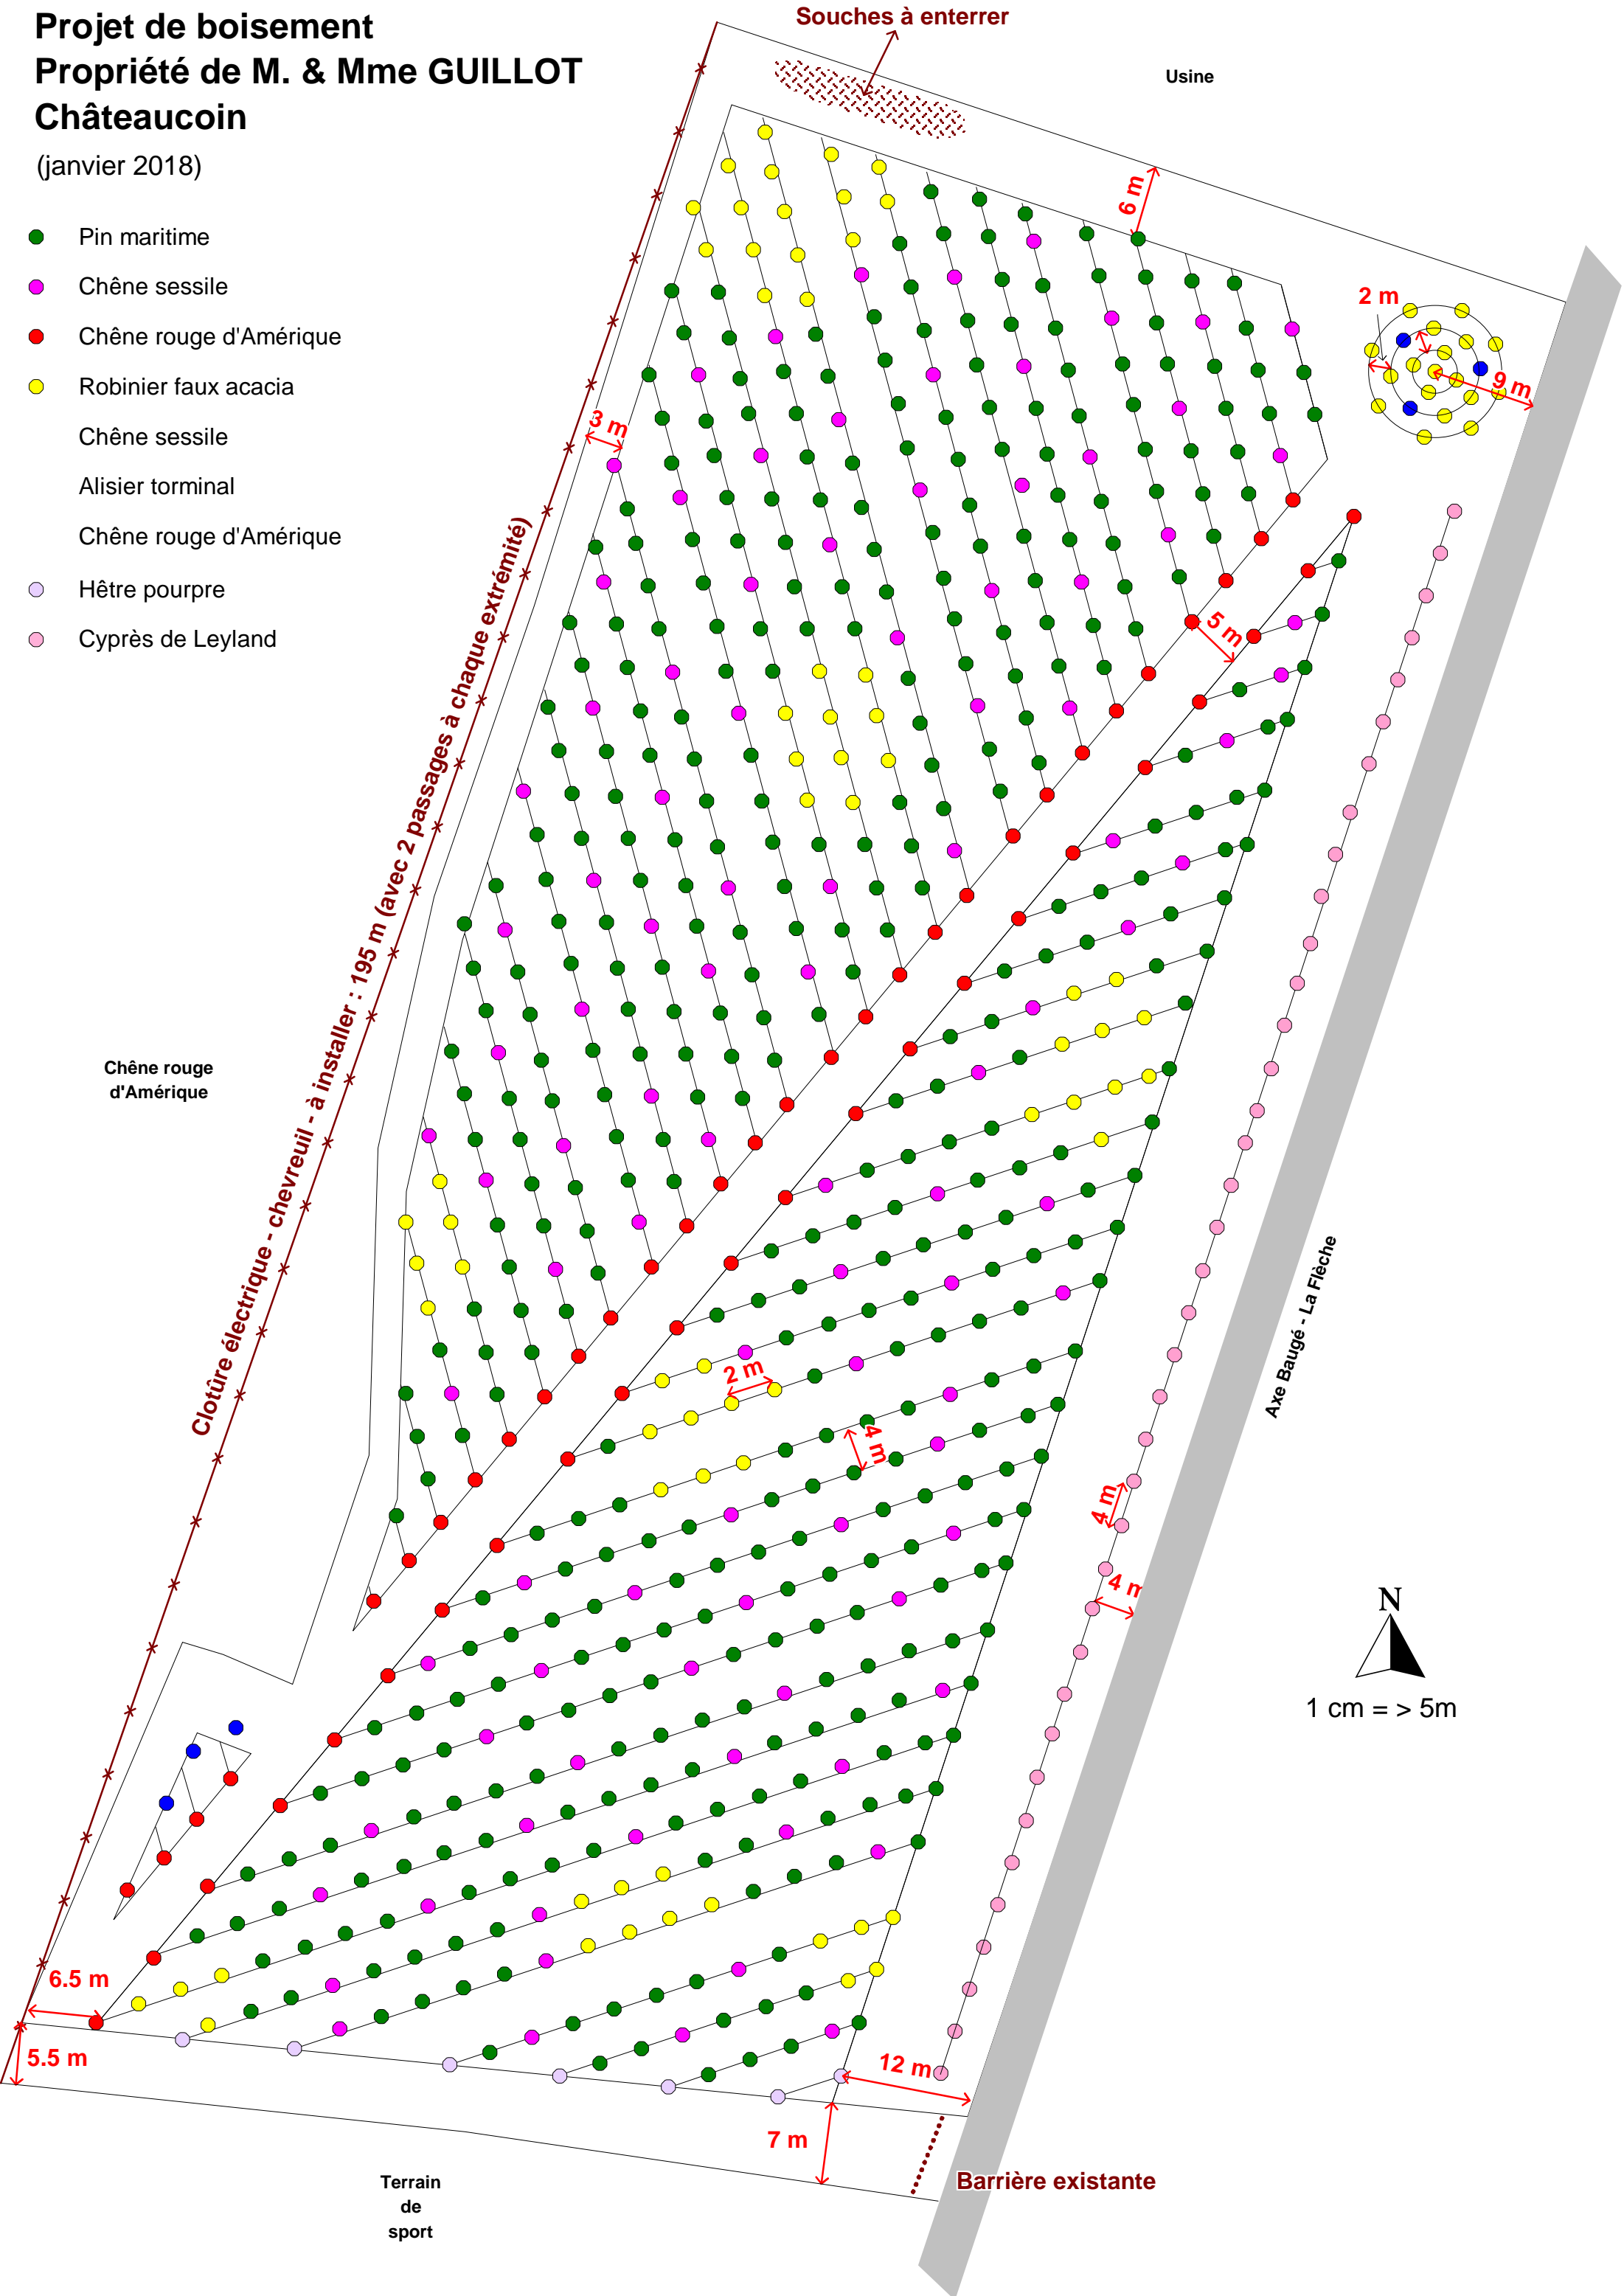 Projet de boisement
Propriété de M. & Mme GUILLOT
Châteaucoin
(janvier 2018)
Souches à enterrer
Usine
Pin maritime
Chêne sessile
Chêne rouge d'Amérique
Robinier faux acacia
Chêne sessile
Alisier torminal
Chêne rouge d'Amérique
Hêtre pourpre
Cyprès de Leyland
6 m
2 m
9 m
3 m
5 m
Clotûre électrique - chevreuil - à installer : 195 m (avec 2 passages à chaque extrémité)
Chêne rouge
d'Amérique
Axe Baugé - La Flèche
2 m
4 m
4 m
4 m
N
1 cm = > 5m
6.5 m
5.5 m
12 m
7 m
Barrière existante
Terrain
de
sport